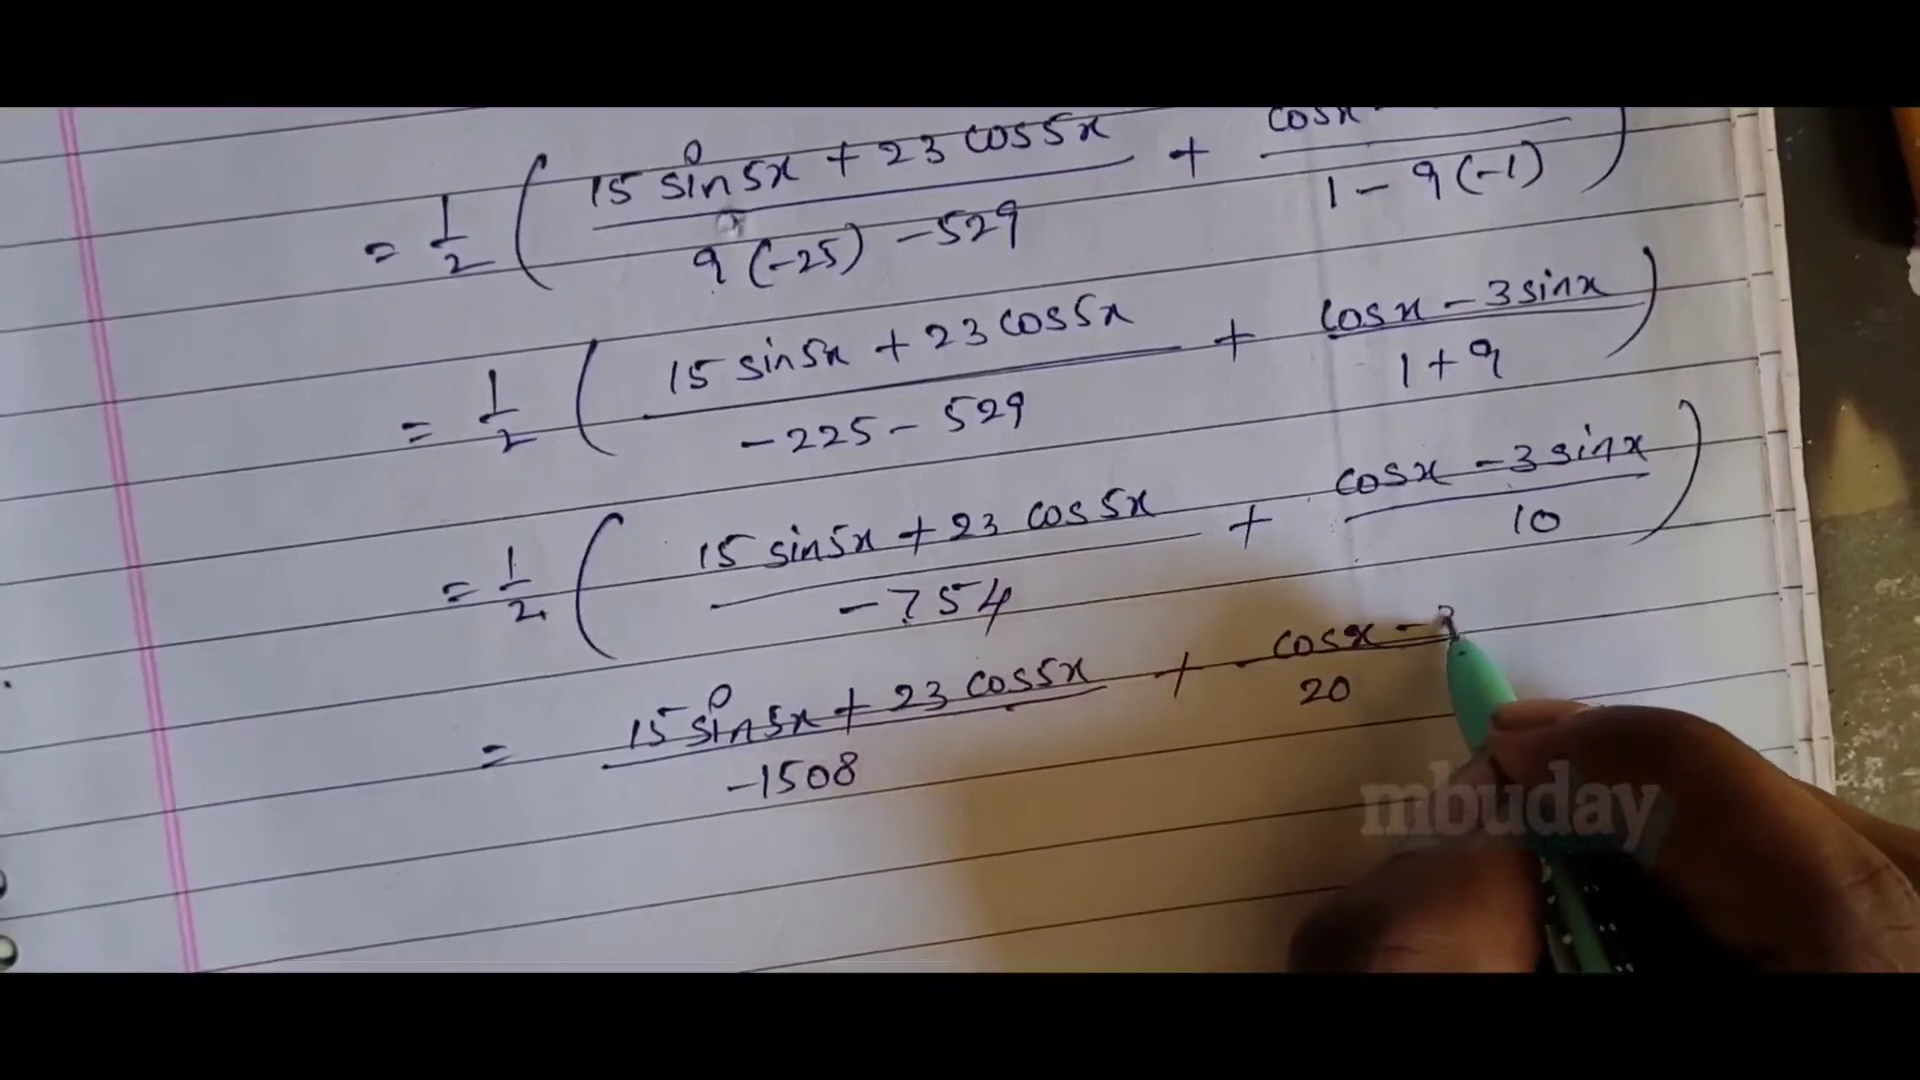 = 1/2 ( (15 sin5x + 23 cos5x) / (9(-25) - 529) + cosx - / (1 - 9(-1)) )
= 1/2 ( (15 sin5x + 23 cos5x) / (-225 - 529) + (cosx - 3sinx) / (1 + 9) )
= 1/2 ( (15 sin5x + 23 cos5x) / (-754) + (cosx - 3sinx) / 10 )
= (15 sin5x + 23 cos5x) / (-1508) + (cosx - 3) / 20
mbuday